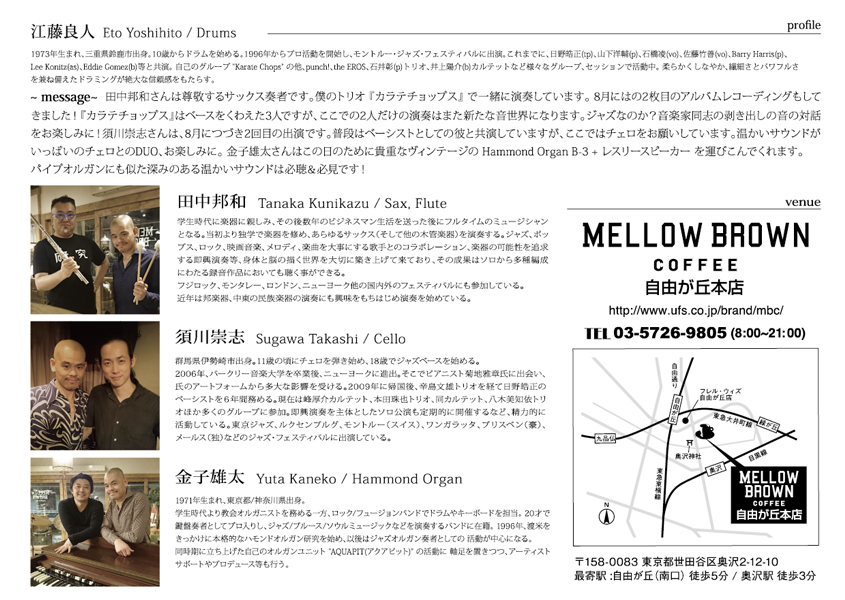 profile
江藤良人 Eto Yoshihito / Drums
1973年生まれ、三重県鈴鹿市出身。10歳からドラムを始める。1996年からプロ活動を開始し、モントルー・ジャズ・フェスティバルに出演。これまでに、日野皓正(tp)、山下洋輔(p)、石橋凌(vo)、佐藤竹善(vo)、Barry Harris(p)、
Lee Konitz(as)、Eddie Gomez(b)等と共演。自己のグループ "Karate Chops" の他、punch!、the EROS、石井彰(p)トリオ、井上陽介(b)カルテットなど様々なグループ、セッションで活動中。柔らかくしなやか、繊細さとパワフルさ
を兼ね備えたドラミングが絶大な信頼感をもたらす。
~ message~ 田中邦和さんは尊敬するサックス奏者です。僕のトリオ『カラテチョップス』で一緒に演奏しています。8月にはの2枚目のアルバムレコーディングもして
きました！『カラテチョップス』はベースをくわえた3人ですが、ここでの2人だけの演奏はまた新たな音世界になります。ジャズなのか？音楽家同志の剥き出しの音の対話
をお楽しみに！須川崇志さんは、8月につづき2回目の出演です。普段はベーシストとしての彼と共演していますが、ここではチェロをお願いしています。温かいサウンドが
いっぱいのチェロとのDUO、お楽しみに。金子雄太さんはこの日のために貴重なヴィンテージの Hammond Organ B-3 + レスリースピーカー を運びこんでくれます。
パイプオルガンにも似た深みのある温かいサウンドは必聴&必見です！
田中邦和 Tanaka Kunikazu / Sax, Flute
学生時代に楽器に親しみ、その後数年のビジネスマン生活を送った後にフルタイムのミュージシャン
となる。当初より独学で楽器を修め、あらゆるサックス(そして他の木管楽器)を演奏する。ジャズ、ポッ
プス、ロック、映画音楽、メロディ、楽曲を大事にする歌手とのコラボレーション、楽器の可能性を追求
する即興演奏等、身体と脳の描く世界を大切に築き上げて来ており、その成果はソロから多種編成
にわたる録音作品においても聴く事ができる。
フジロック、モンタレー、ロンドン、ニューヨーク他の国内外のフェスティバルにも参加している。
近年は邦楽器、中東の民族楽器の演奏にも興味をもちはじめ演奏を始めている。
須川崇志 Sugawa Takashi / Cello
群馬県伊勢崎市出身。11歳の頃にチェロを弾き始め、18歳でジャズベースを始める。
2006年、バークリー音楽大学を卒業後、ニューヨークに進出。そこでピアニスト菊地雅章氏に出会い、
氏のアートフォームから多大な影響を受ける。2009年に帰国後、辛島文雄トリオを経て日野皓正の
ベーシストを6年間務める。現在は峰厚介カルテット、本田珠也トリオ、同カルテット、八木美知依トリ
オほか多くのグループに参加。即興演奏を主体としたソロ公演も定期的に開催するなど、精力的に
活動している。東京ジャズ、ルクセンブルグ、モントルー(スイス)、ワンガラッタ、ブリスベン(豪)、
メールス(独)などのジャズ・フェスティバルに出演している。
金子雄太 Yuta Kaneko / Hammond Organ
1971年生まれ、東京都/神奈川県出身。
学生時代より教会オルガニストを務める一方、ロック/フュージョンバンドでドラムやキーボードを担当。20才で
鍵盤奏者としてプロ入りし、ジャズ/ブルース/ソウルミュージックなどを演奏するバンドに在籍。1996年、渡米を
きっかけに本格的なハモンドオルガン研究を始め、以後はジャズオルガン奏者としての 活動が中心になる。
同時期に立ち上げた自己のオルガンユニット "AQUAPIT(アクアピット)" の活動に 軸足を置きつつ、アーティスト
サポートやプロデュース等も行う。
venue
MELLOW BROWN
COFFEE
自由が丘本店
http://www.ufs.co.jp/brand/mbc/
TEL 03-5726-9805 (8:00~21:00)
自由通り
フレル・ウィズ
自由が丘店
自由が丘
東急大井町線
緑が丘
九品仏
奥沢神社
目黒線
奥沢
東急東横線
N
MELLOW
BROWN
COFFEE
自由が丘本店
〒158-0083 東京都世田谷区奥沢2-12-10
最寄駅:自由が丘(南口) 徒歩5分 / 奥沢駅 徒歩3分